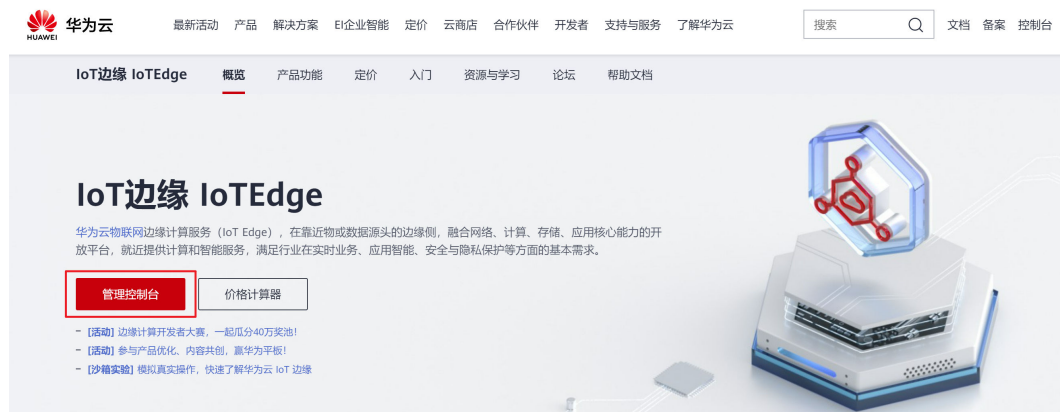 HUAWEI
华为云 最新活动 产品 解决方案 EI企业智能 定价 云商店 合作伙伴 开发者 支持与服务 了解华为云 搜索 文档 备案 控制台
IoT边缘 IoTEdge 概览 产品功能 定价 入门 资源与学习 论坛 帮助文档
IoT边缘 IoTEdge
华为云物联网边缘计算服务（IoT Edge），在靠近物或数据源头的边缘侧，融合网络、计算、存储、应用核心能力的开
放平台，就近提供计算和智能服务，满足行业在实时业务、应用智能、安全与隐私保护等方面的基本需求。
管理控制台 价格计算器
- [活动] 边缘计算开发者大赛，一起瓜分40万奖池！
- [活动] 参与产品优化、内容共创，赢华为平板！
- [沙箱实验] 模拟真实操作，快速了解华为云 IoT 边缘